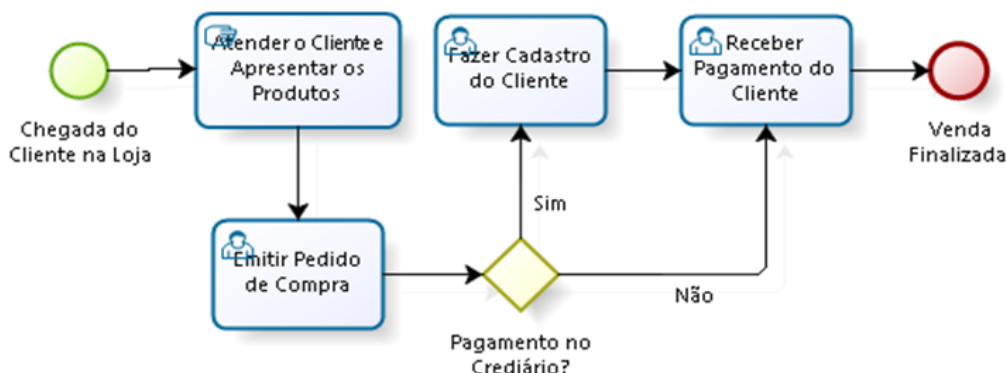 Chegada do
Cliente na Loja
Atender o Cliente e
Apresentar os
Produtos
Emitir Pedido
de Compra
Pagamento no
Crediário?
Sim
Não
Fazer Cadastro
do Cliente
Receber
Pagamento do
Cliente
Venda
Finalizada